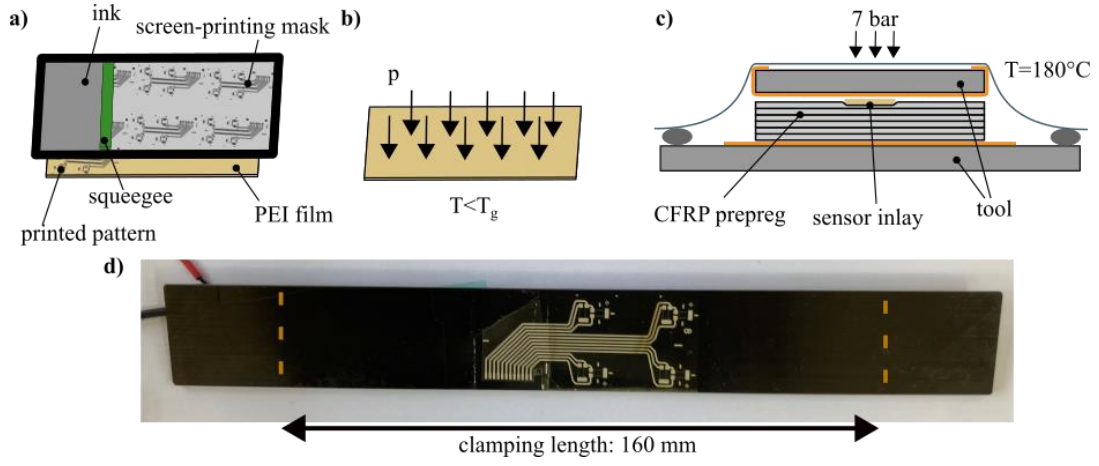 a)
ink
screen-printing mask
squeegee
PEI film
printed pattern
b)
p
T<Tg
c)
7 bar
T=180°C
CFRP prepreg
sensor inlay
tool
d)
clamping length: 160 mm